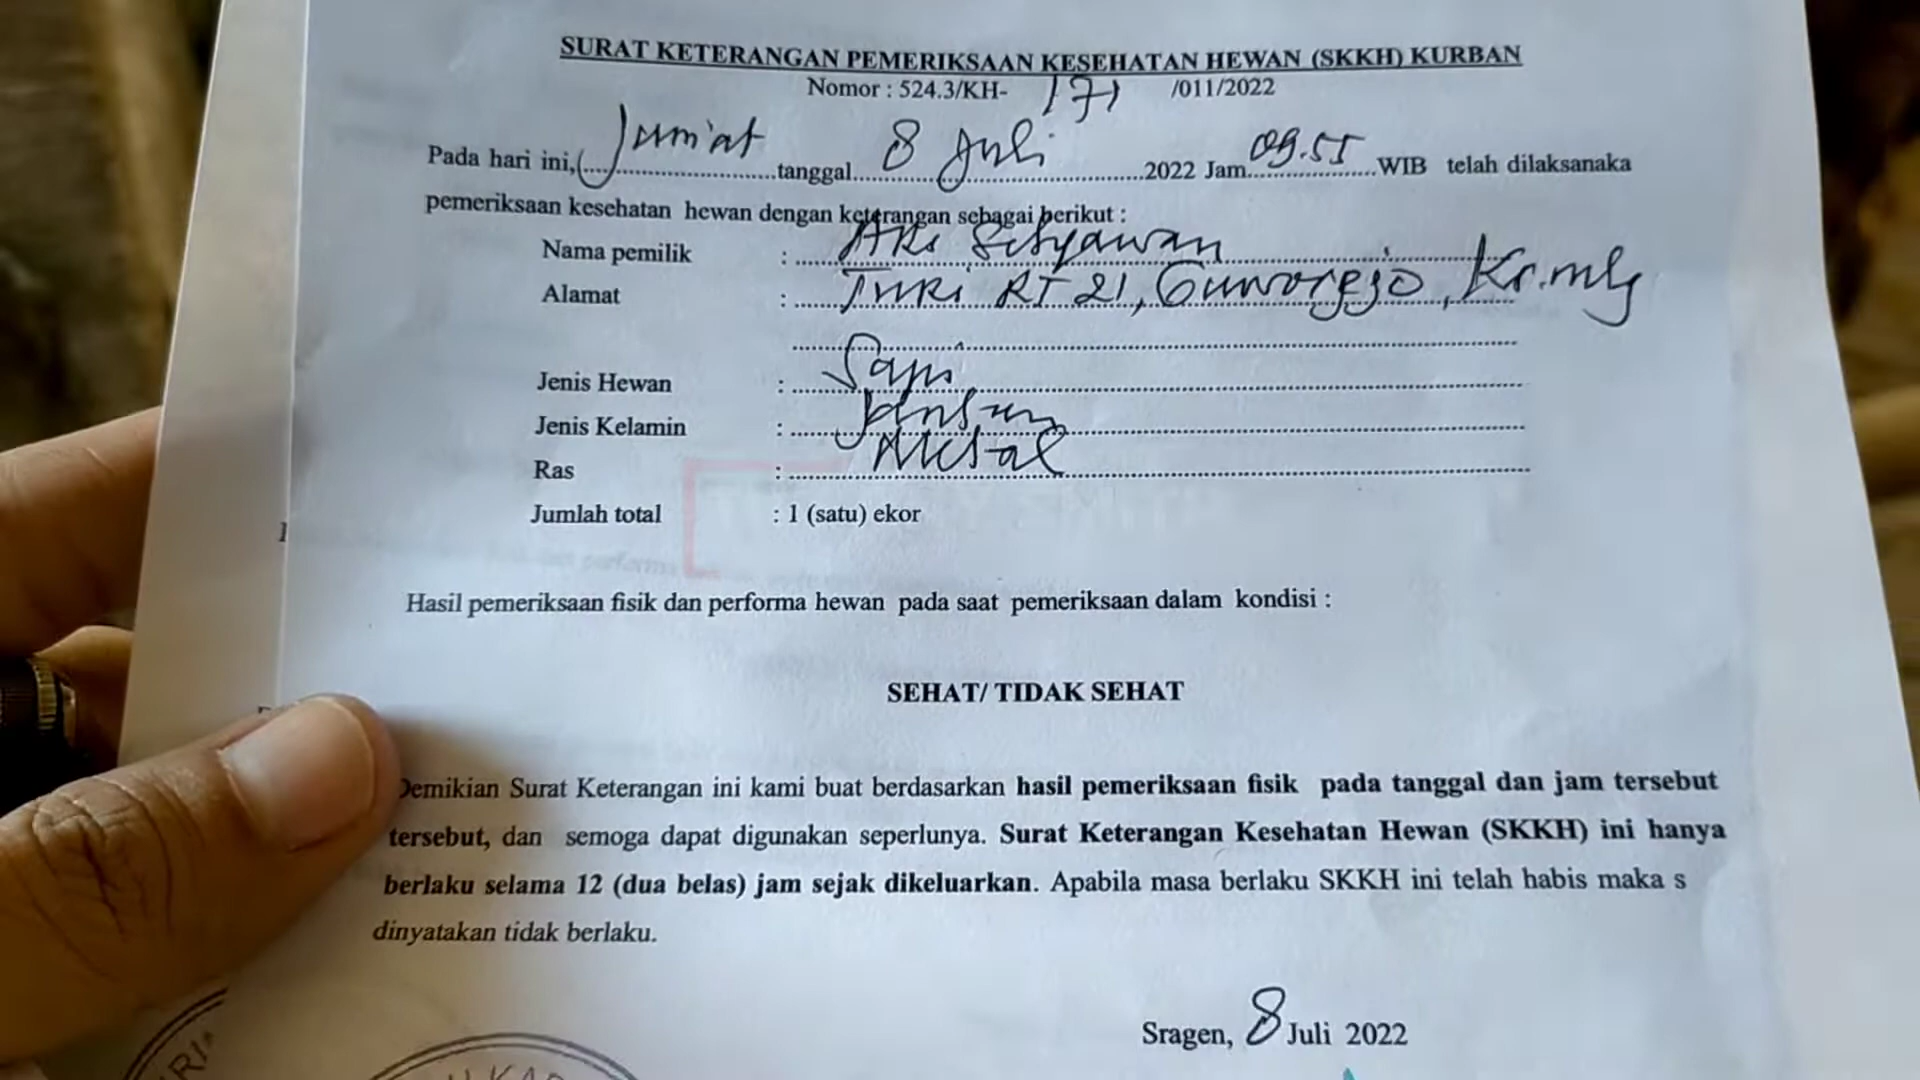 SURAT KETERANGAN PEMERIKSAAN KESEHATAN HEWAN (SKKH) KURBAN
Nomor : 524.3/KH- 171 /011/2022
Pada hari ini, Jum'at tanggal 8 Juli 2022 Jam 09.55 WIB telah dilaksanaka
pemeriksaan kesehatan hewan dengan keterangan sebagai berikut :
Nama pemilik : Setyawan
Alamat : Turi RT 21, Guworejo, Kr.mlg
Jenis Hewan : Sapi
Jenis Kelamin : Jantan
Ras : Metal
Jumlah total : 1 (satu) ekor
Hasil pemeriksaan fisik dan performa hewan pada saat pemeriksaan dalam kondisi :
SEHAT/ TIDAK SEHAT
Demikian Surat Keterangan ini kami buat berdasarkan hasil pemeriksaan fisik pada tanggal dan jam tersebut
tersebut, dan semoga dapat digunakan seperlunya. Surat Keterangan Kesehatan Hewan (SKKH) ini hanya
berlaku selama 12 (dua belas) jam sejak dikeluarkan. Apabila masa berlaku SKKH ini telah habis maka s
dinyatakan tidak berlaku.
Sragen, 8 Juli 2022